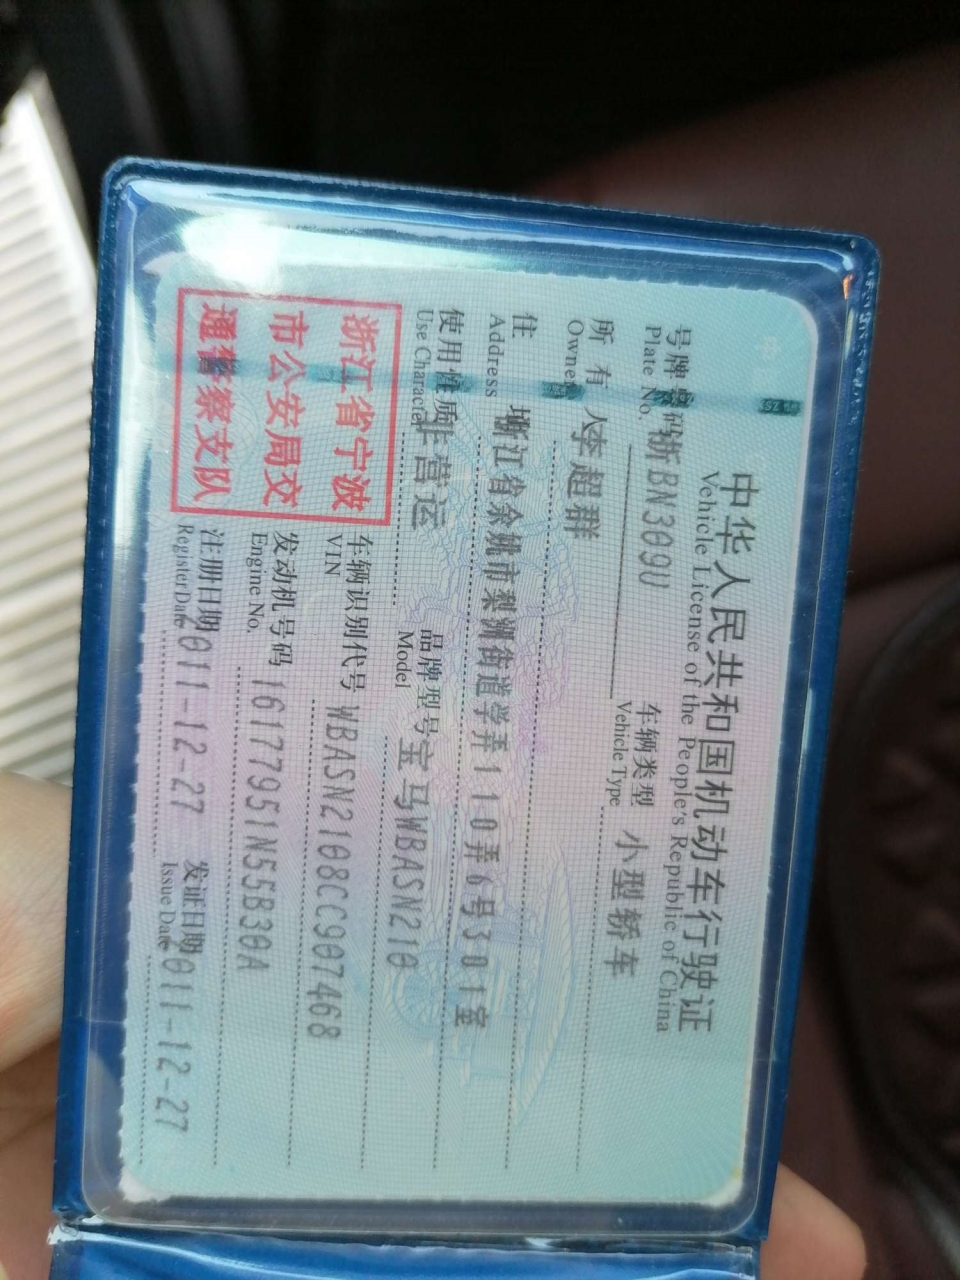 中华人民共和国机动车行驶证
Vehicle License of the People's Republic of China
号牌号码 浙BN309U 车辆类型 小型轿车
Plate No. Vehicle Type
所有人 李超群
Owner
住址 浙江省余姚市梨洲街道学弄110弄6号301室
Address
使用性质 非营运 品牌型号 宝马WBASN210
Use Character Model
浙江省宁波
市公安局交
通警察支队
车辆识别代号 WBASN2108CC907468
VIN
发动机号码 16177951N55B30A
Engine No.
注册日期 2011-12-27 发证日期 2011-12-27
Register Date Issue Date